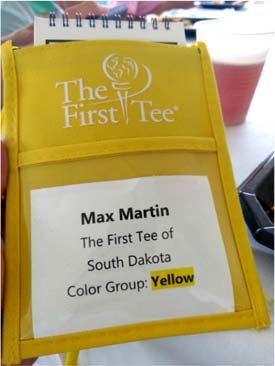 The
First Tee®
Max Martin
The First Tee of
South Dakota
Color Group: Yellow